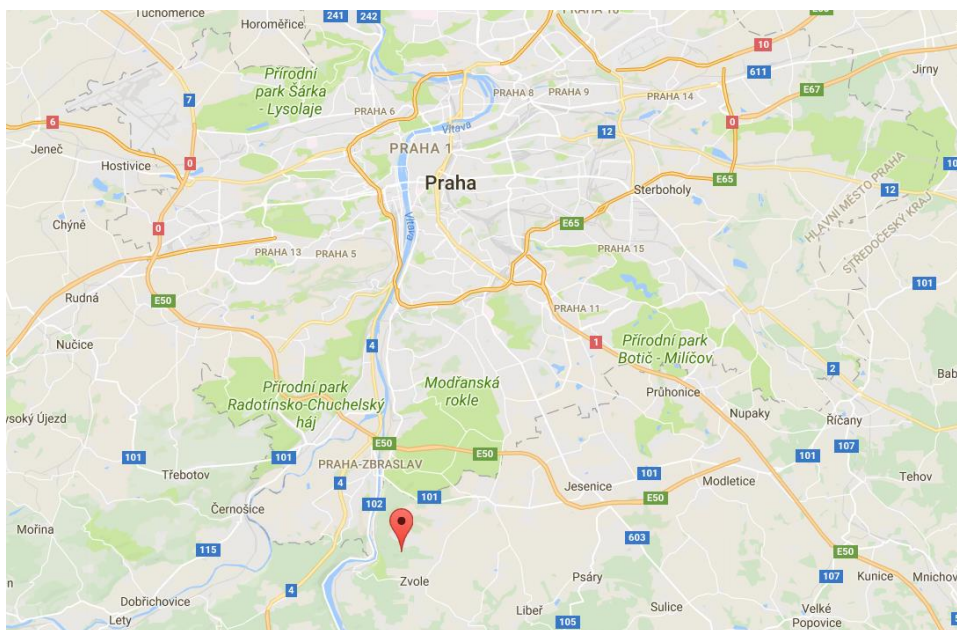 Tuchoměřice
Horoměřice
241
242
10
611
Jirny
7
Přírodní
park Šárka
- Lysolaje
PRAHA 8
PRAHA 9
PRAHA 14
E67
6
PRAHA 6
0
Jeneč
Vltava
12
Hostivice
0
PRAHA 1
Praha
E65
Sterboholy
12
HLAVNÍ MĚSTO PRAHA
STŘEDOČESKÝ KRAJ
Chýně
0
Vltava
E65
PRAHA 13
PRAHA 5
PRAHA 15
101
Rudná
E50
PRAHA 11
Nučice
4
1
Přírodní park
Botič - Milíčov
2
Přírodní park
Radotínsko-Chuchelský
háj
Modřanská
rokle
Průhonice
Nupaky
Říčany
E50
E50
107
101
Třebotov
101
PRAHA-ZBRASLAV
101
Tehov
4
Jesenice
Modletice
102
101
E50
Černošice
Mořina
115
603
E50
Zvole
Psáry
107
Kunice
4
Dobřichovice
Libeř
Sulice
Velké
Popovice
Lety
105